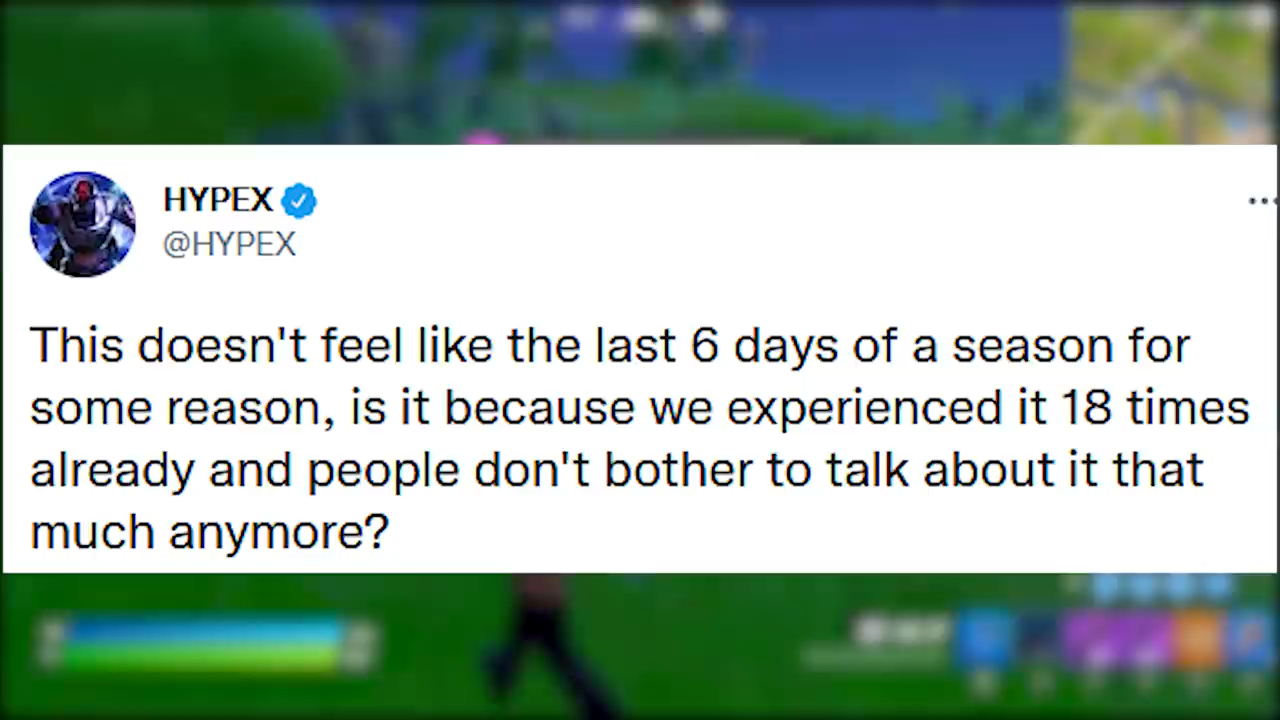 HYPEX
@HYPEX
This doesn't feel like the last 6 days of a season for
some reason, is it because we experienced it 18 times
already and people don't bother to talk about it that
much anymore?